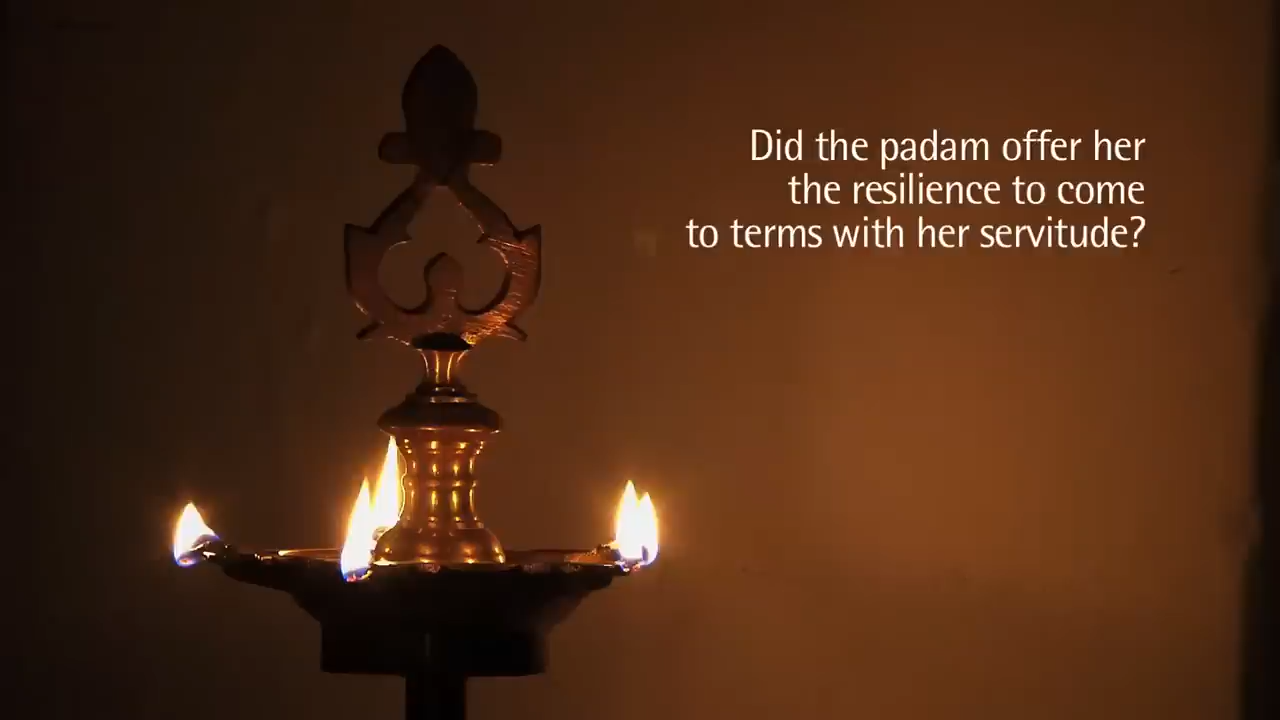 Did the padam offer her
the resilience to come
to terms with her servitude?